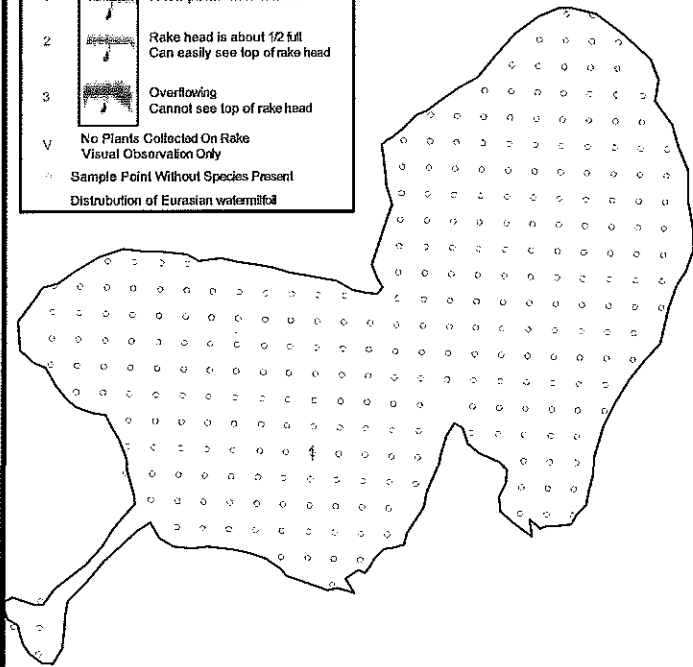 2
Rake head is about 1/2 full
Can easily see top of rake head
3
Overflowing
Cannot see top of rake head
V
No Plants Collected On Rake
Visual Observation Only
Sample Point Without Species Present
Distrubution of Eurasian watermilfoil